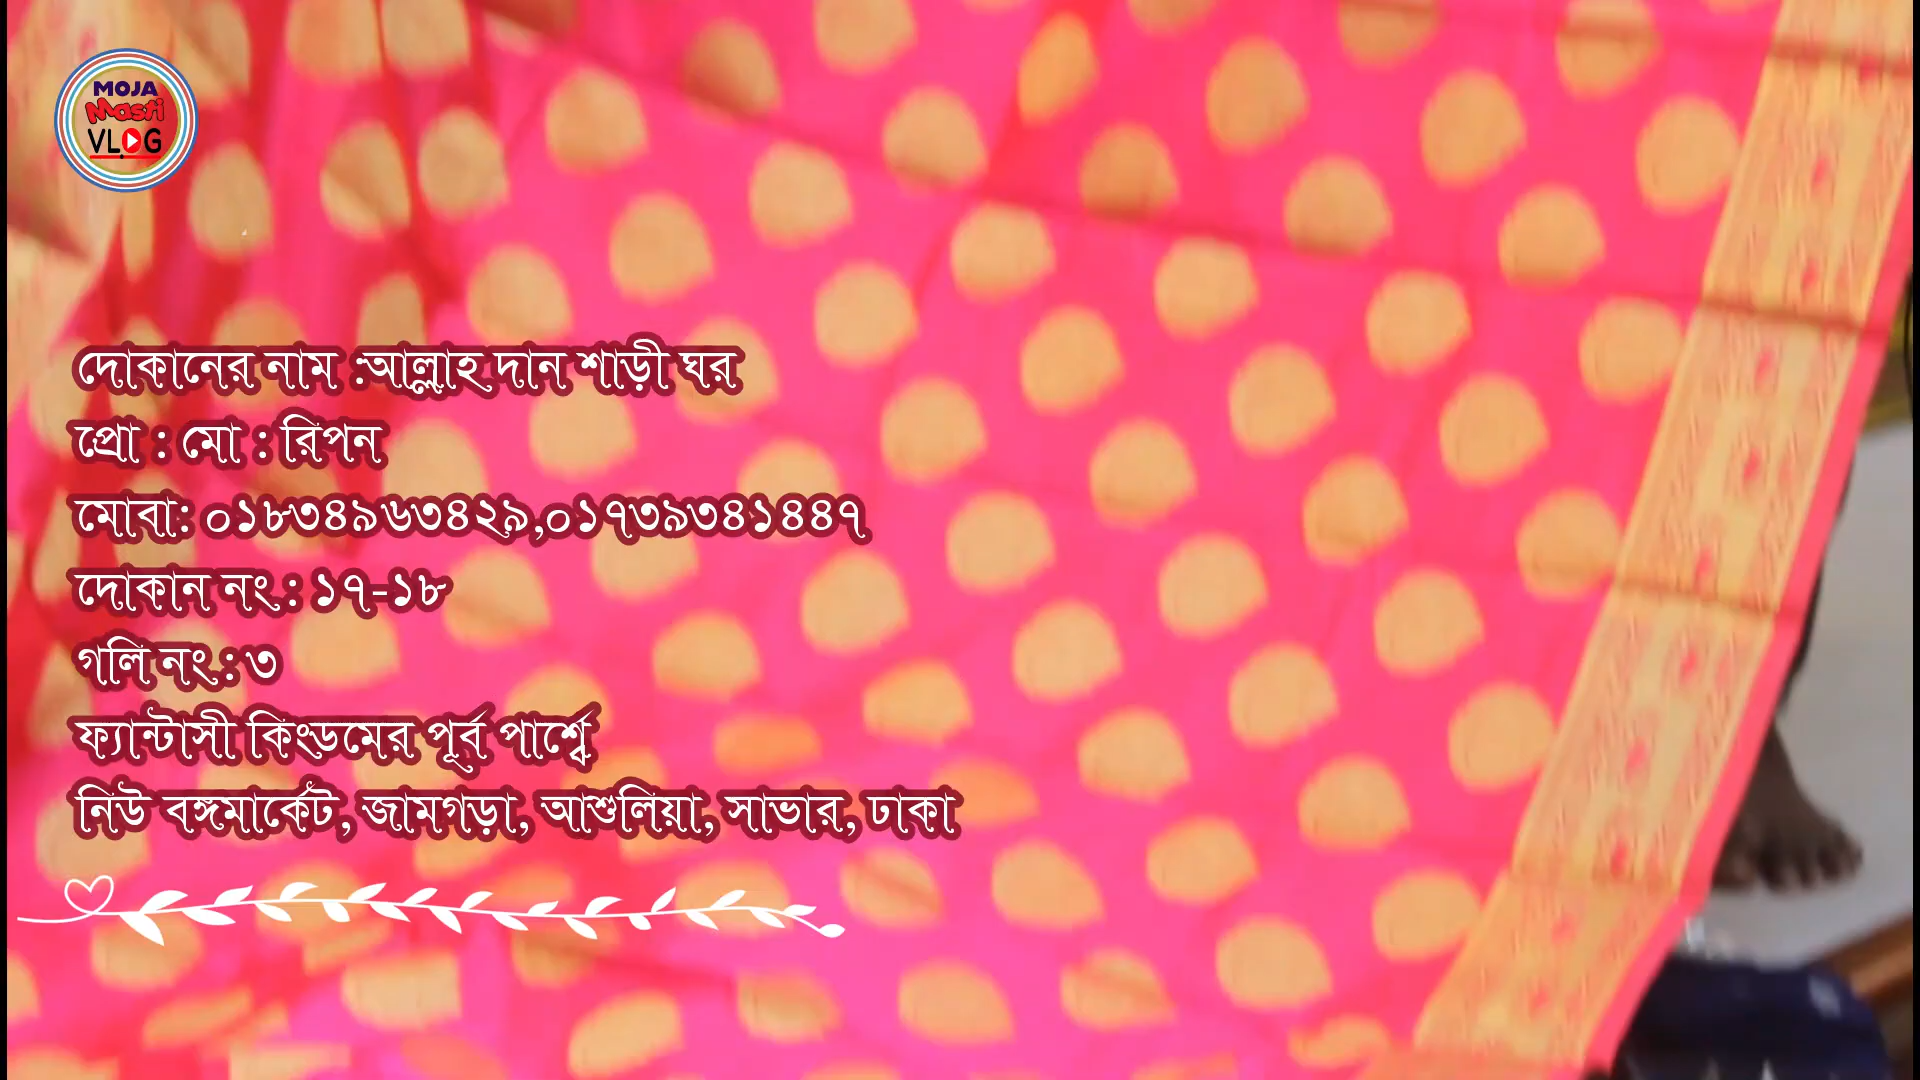 MOJA
Masti
VLOG
দোকানের নাম :আল্লাহ দান শাড়ী ঘর
প্রো : মো : রিপন
মোবা: ০১৮৩৪৯৬৩৪২৯,০১৭৩৯৩৪১৪৪৭
দোকান নং : ১৭-১৮
গলি নং : ৩
ফ্যান্টাসী কিংডমের পূর্ব পার্শ্বে
নিউ বঙ্গমার্কেট, জামগড়া, আশুলিয়া, সাভার, ঢাকা